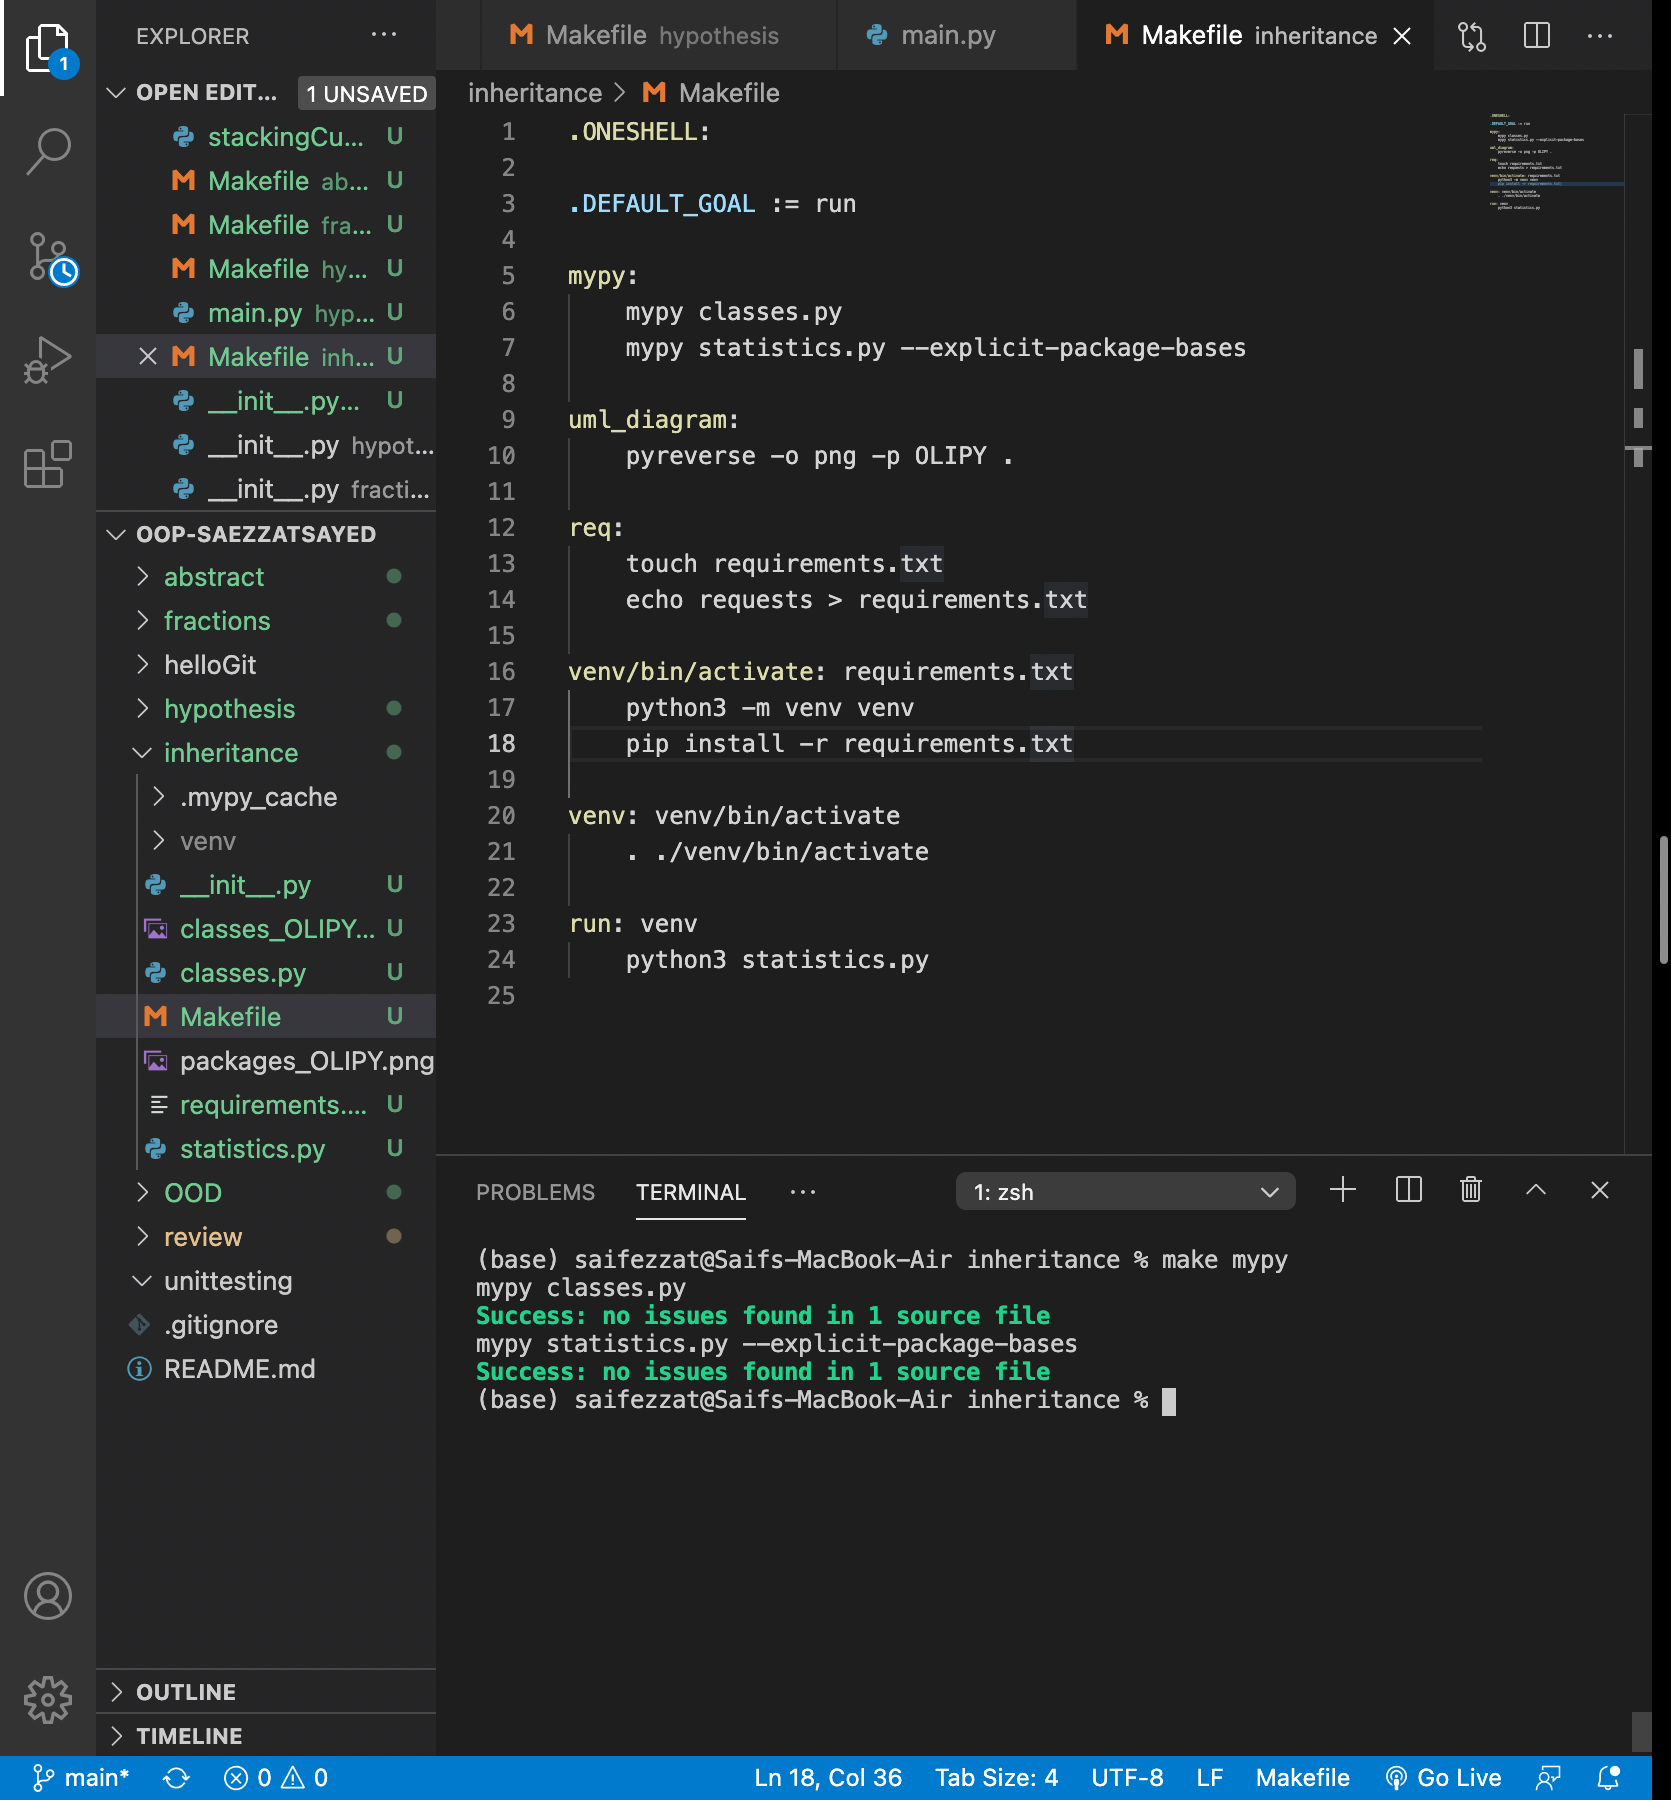 EXPLORER
OPEN EDIT... 1 UNSAVED
stackingCu... U
Makefile ab... U
Makefile fra... U
Makefile hy... U
main.py hyp... U
Makefile inh... U
__init__.py... U
__init__.py hypot...
__init__.py fracti...
OOP-SAEZZATSAYED
abstract
fractions
helloGit
hypothesis
inheritance
.mypy_cache
venv
__init__.py U
classes_OLIPY... U
classes.py U
Makefile U
packages_OLIPY.png
requirements.... U
statistics.py U
OOD
review
unittesting
.gitignore
README.md
OUTLINE
TIMELINE
Makefile hypothesis main.py Makefile inheritance
inheritance > Makefile
1 .ONESHELL:
2
3 .DEFAULT_GOAL := run
4
5 mypy:
6 mypy classes.py
7 mypy statistics.py --explicit-package-bases
8
9 uml_diagram:
10 pyreverse -o png -p OLIPY .
11
12 req:
13 touch requirements.txt
14 echo requests > requirements.txt
15
16 venv/bin/activate: requirements.txt
17 python3 -m venv venv
18 pip install -r requirements.txt
19
20 venv: venv/bin/activate
21 . ./venv/bin/activate
22
23 run: venv
24 python3 statistics.py
25
PROBLEMS TERMINAL ... 1: zsh
(base) saifezzat@Saifs-MacBook-Air inheritance % make mypy
mypy classes.py
Success: no issues found in 1 source file
mypy statistics.py --explicit-package-bases
Success: no issues found in 1 source file
(base) saifezzat@Saifs-MacBook-Air inheritance %
main* 0 0 Ln 18, Col 36 Tab Size: 4 UTF-8 LF Makefile Go Live